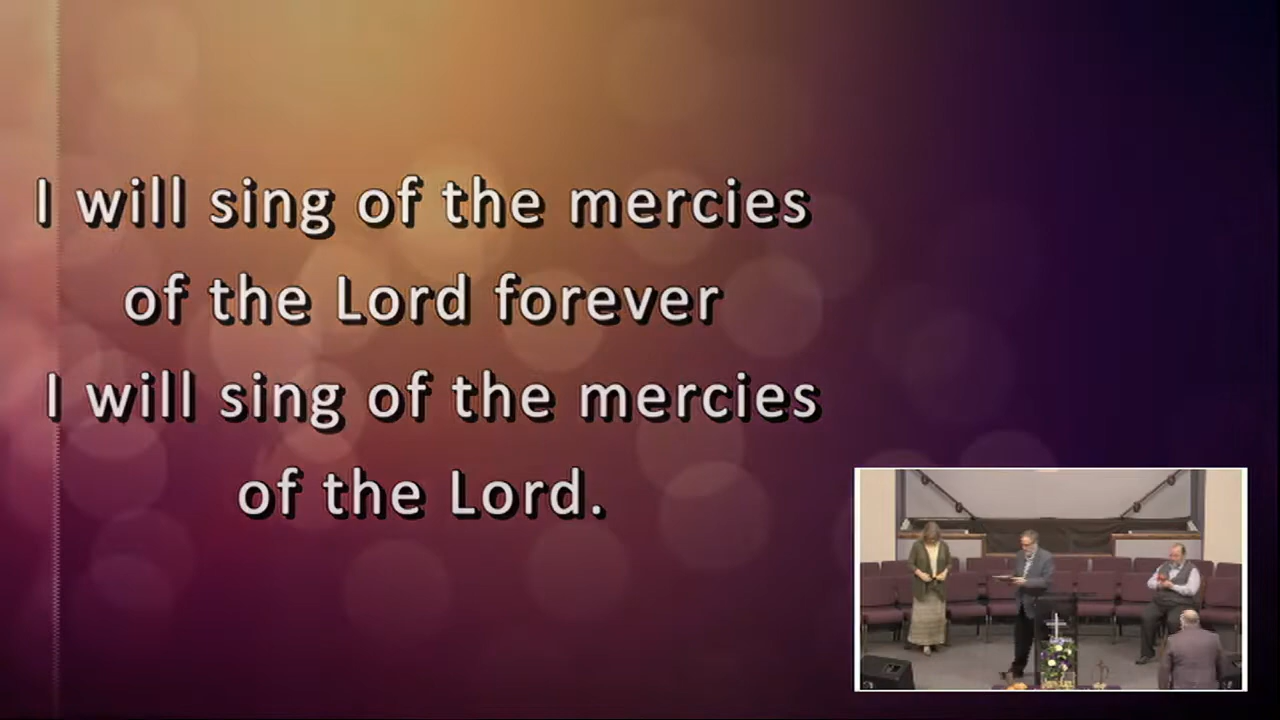 I will sing of the mercies
of the Lord forever
I will sing of the mercies
of the Lord.